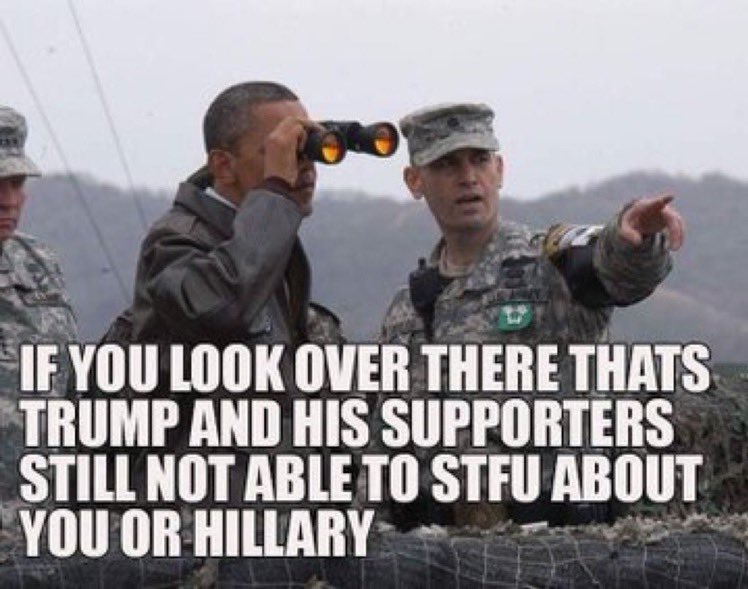 IF YOU LOOK OVER THERE THATS
TRUMP AND HIS SUPPORTERS
STILL NOT ABLE TO STFU ABOUT
YOU OR HILLARY